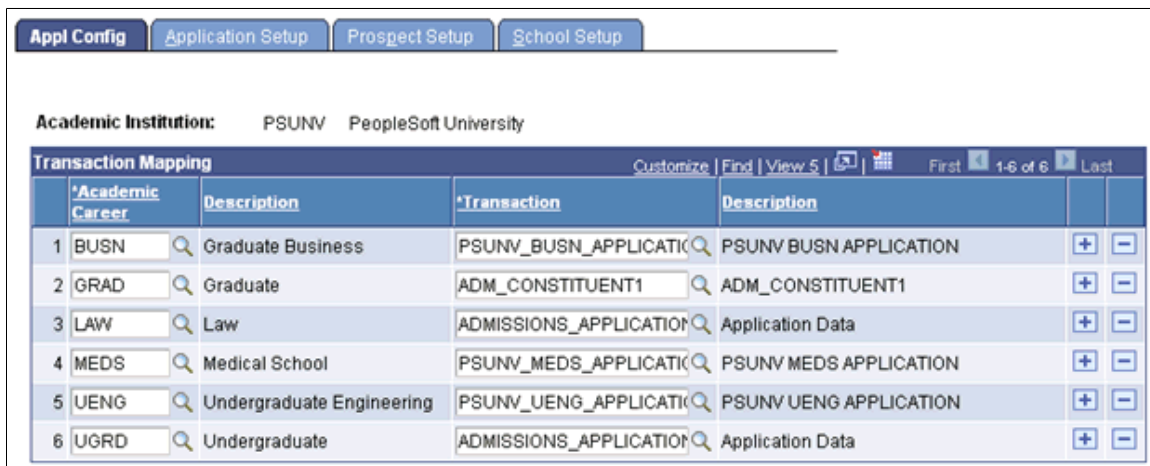 Appl Config Application Setup Prospect Setup School Setup
Academic Institution: PSUNV PeopleSoft University
Transaction Mapping Customize | Find | View 5 | | First 1-6 of 6 Last
*Academic Career Description *Transaction Description
1 BUSN Graduate Business PSUNV_BUSN_APPLICATI PSUNV BUSN APPLICATION
2 GRAD Graduate ADM_CONSTITUENT1 ADM_CONSTITUENT1
3 LAW Law ADMISSIONS_APPLICATION Application Data
4 MEDS Medical School PSUNV_MEDS_APPLICATI PSUNV MEDS APPLICATION
5 UENG Undergraduate Engineering PSUNV_UENG_APPLICATI PSUNV UENG APPLICATION
6 UGRD Undergraduate ADMISSIONS_APPLICATION Application Data